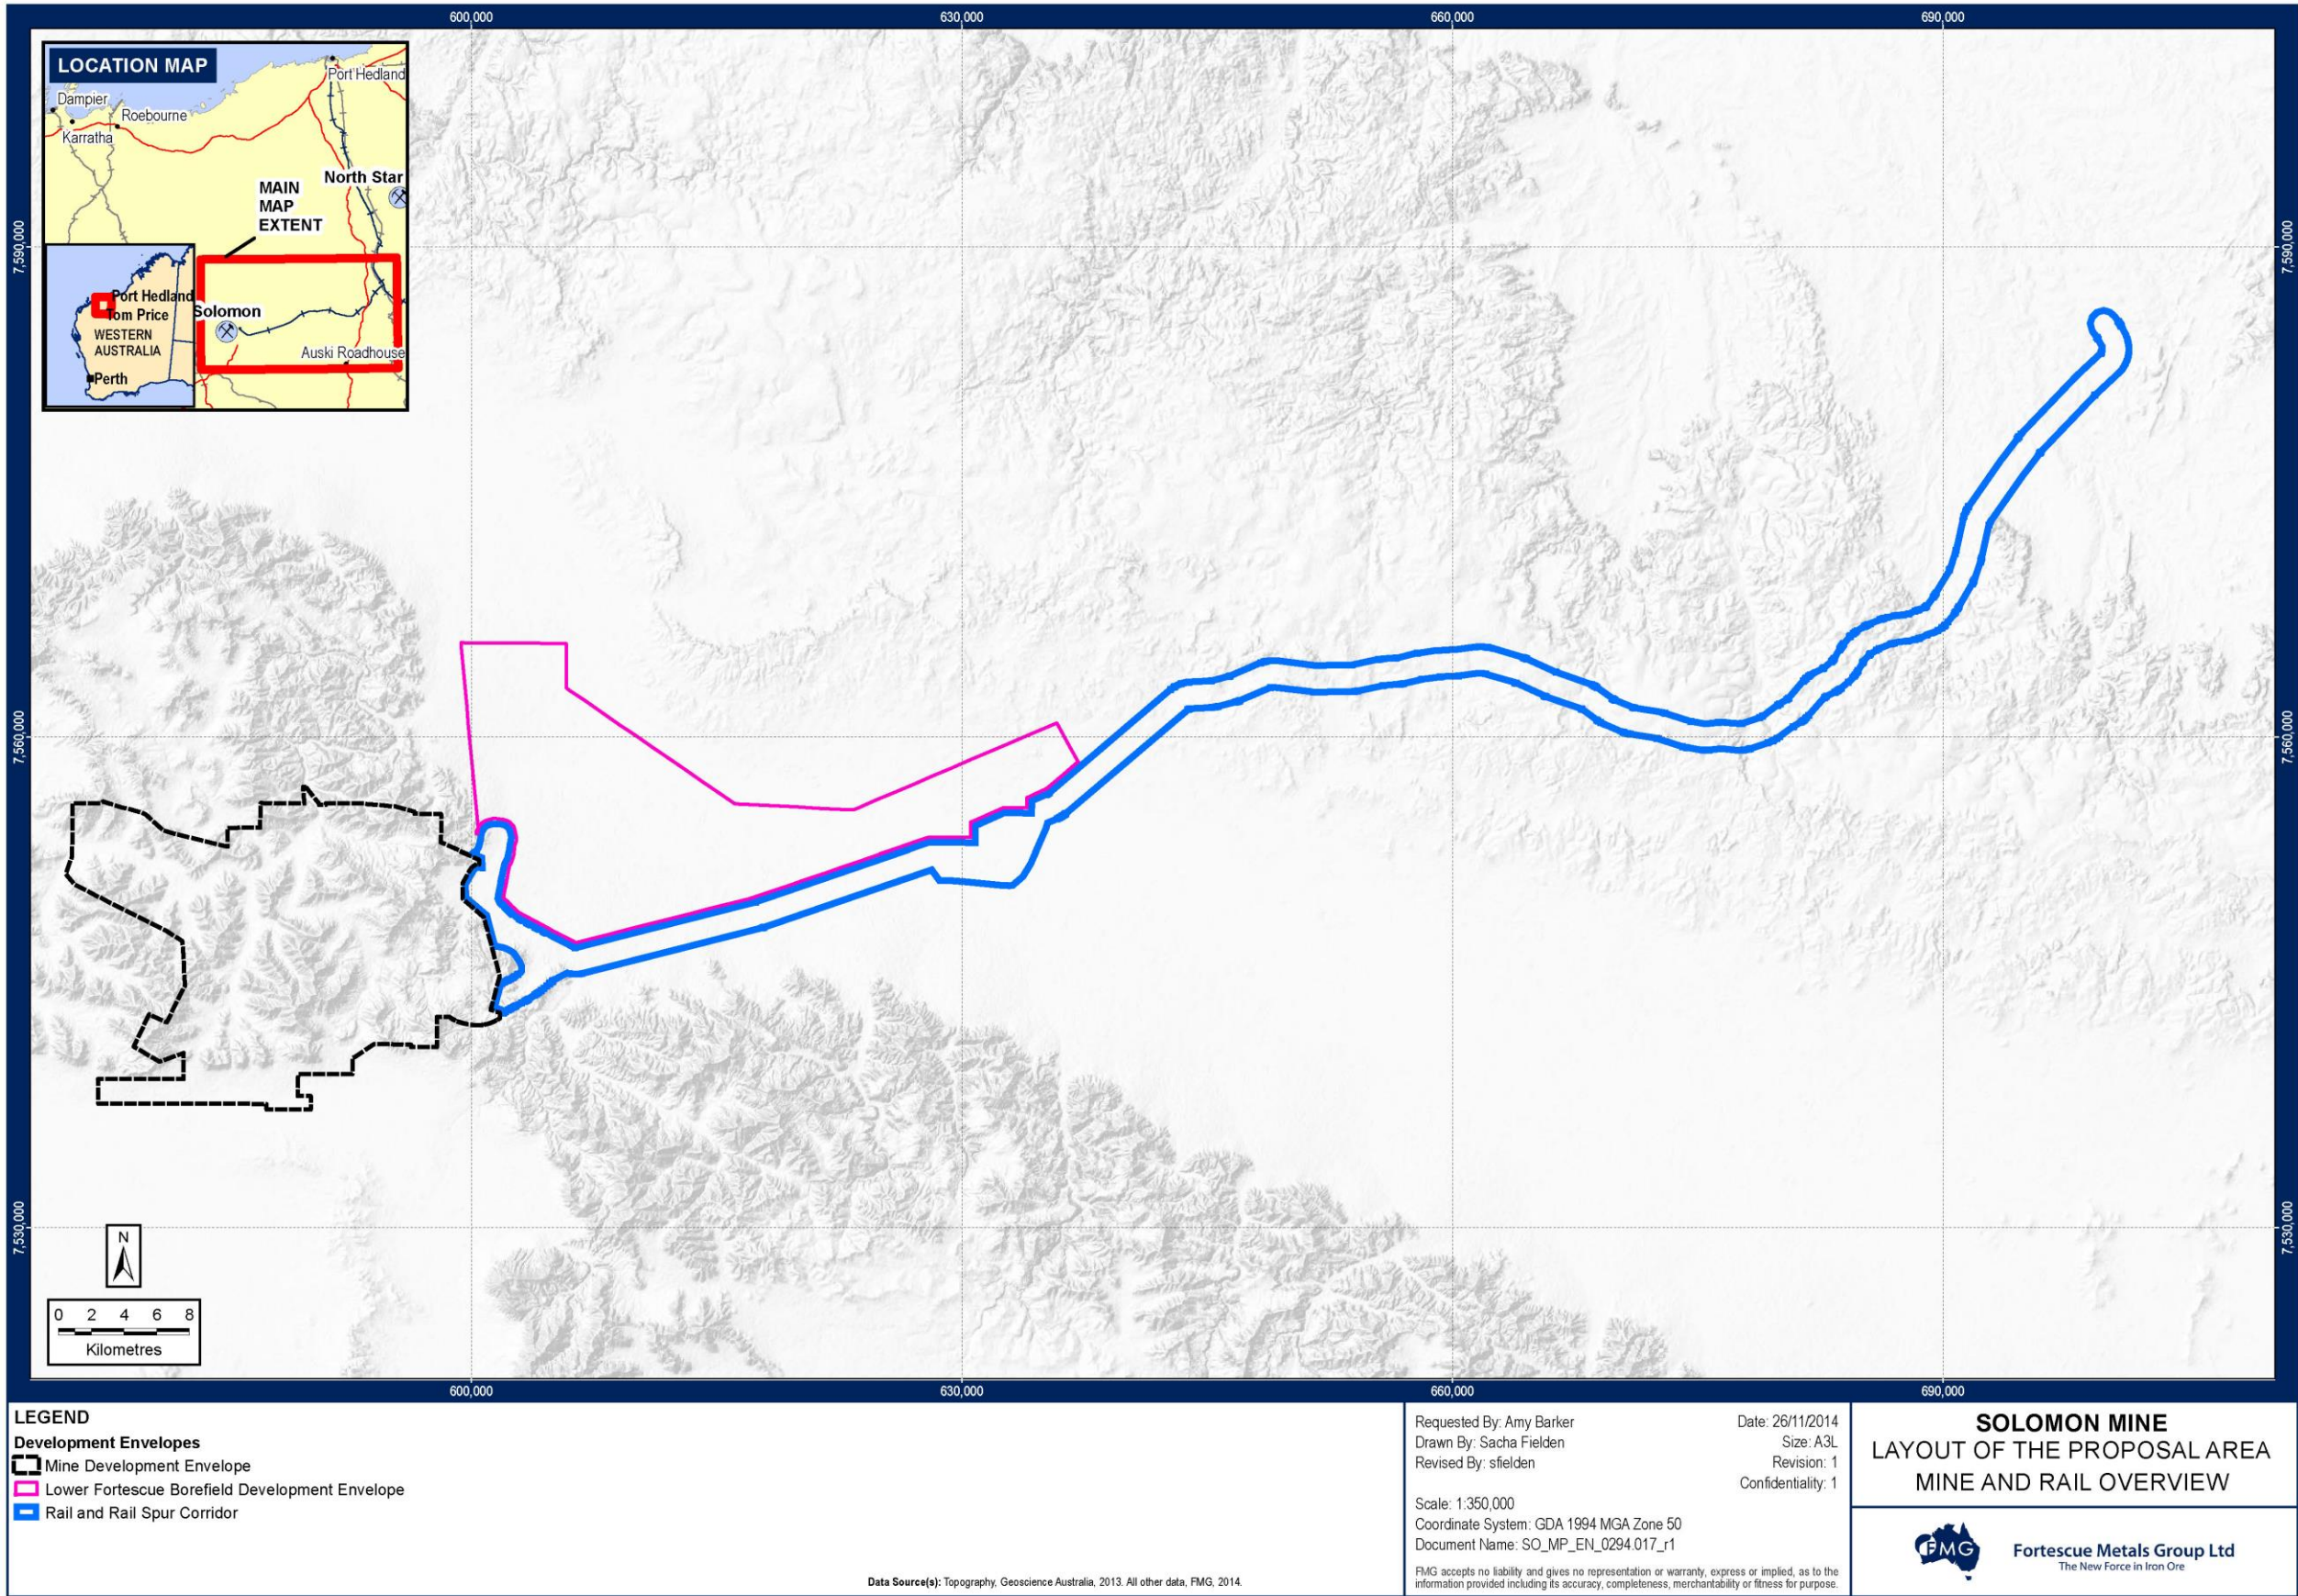 600,000
630,000
660,000
690,000
LOCATION MAP
Port Hedland
Dampier
Roebourne
Karratha
North Star
MAIN
MAP
EXTENT
Solomon
Auski Roadhouse
Port Hedland
Tom Price
WESTERN
AUSTRALIA
Perth
7,590,000
7,590,000
7,560,000
7,560,000
7,530,000
7,530,000
N
0 2 4 6 8
Kilometres
600,000
630,000
660,000
690,000
LEGEND
Development Envelopes
Mine Development Envelope
Lower Fortescue Borefield Development Envelope
Rail and Rail Spur Corridor
Data Source(s): Topography, Geoscience Australia, 2013. All other data, FMG, 2014.
Requested By: Amy Barker
Date: 26/11/2014
Drawn By: Sacha Fielden
Size: A3L
Revised By: sfielden
Revision: 1
Confidentiality: 1
Scale: 1:350,000
Coordinate System: GDA 1994 MGA Zone 50
Document Name: SO_MP_EN_0294.017_r1
FMG accepts no liability and gives no representation or warranty, express or implied, as to the
information provided including its accuracy, completeness, merchantability or fitness for purpose.
SOLOMON MINE
LAYOUT OF THE PROPOSAL AREA
MINE AND RAIL OVERVIEW
FMG
Fortescue Metals Group Ltd
The New Force in Iron Ore